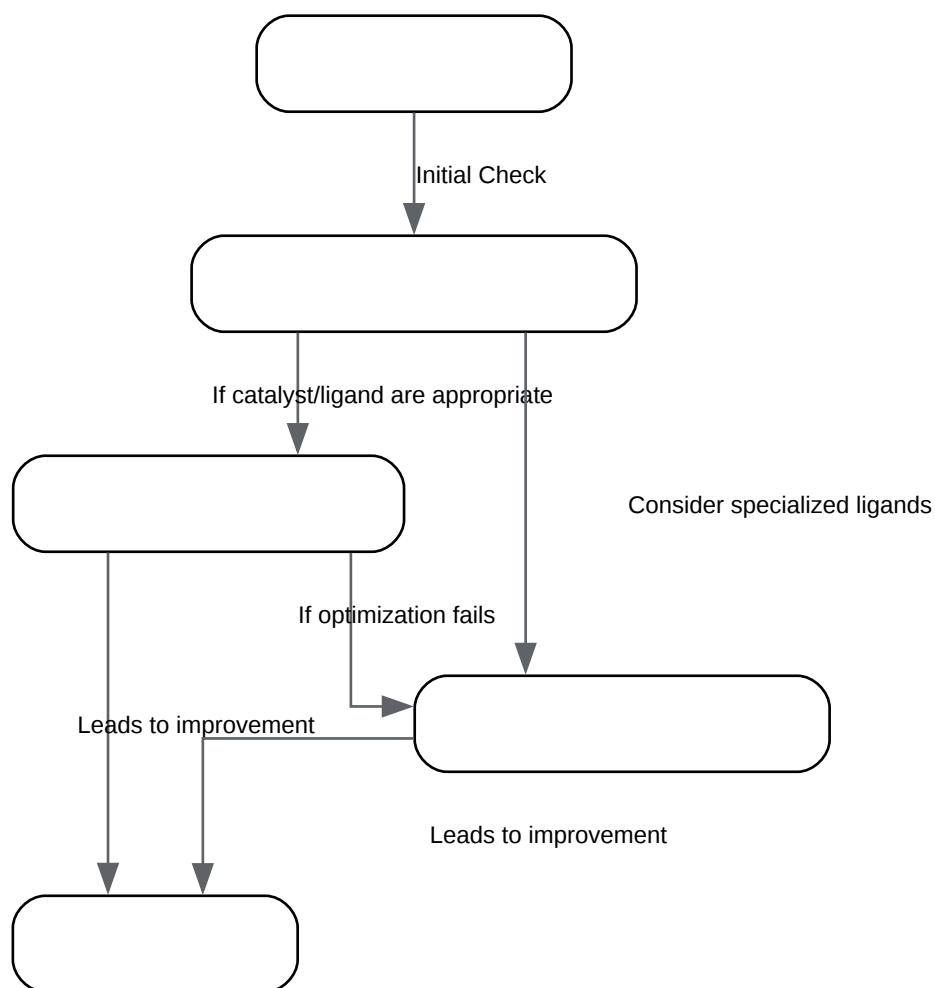 Initial Check
If catalyst/ligand are appropriate
Consider specialized ligands
If optimization fails
Leads to improvement
Leads to improvement